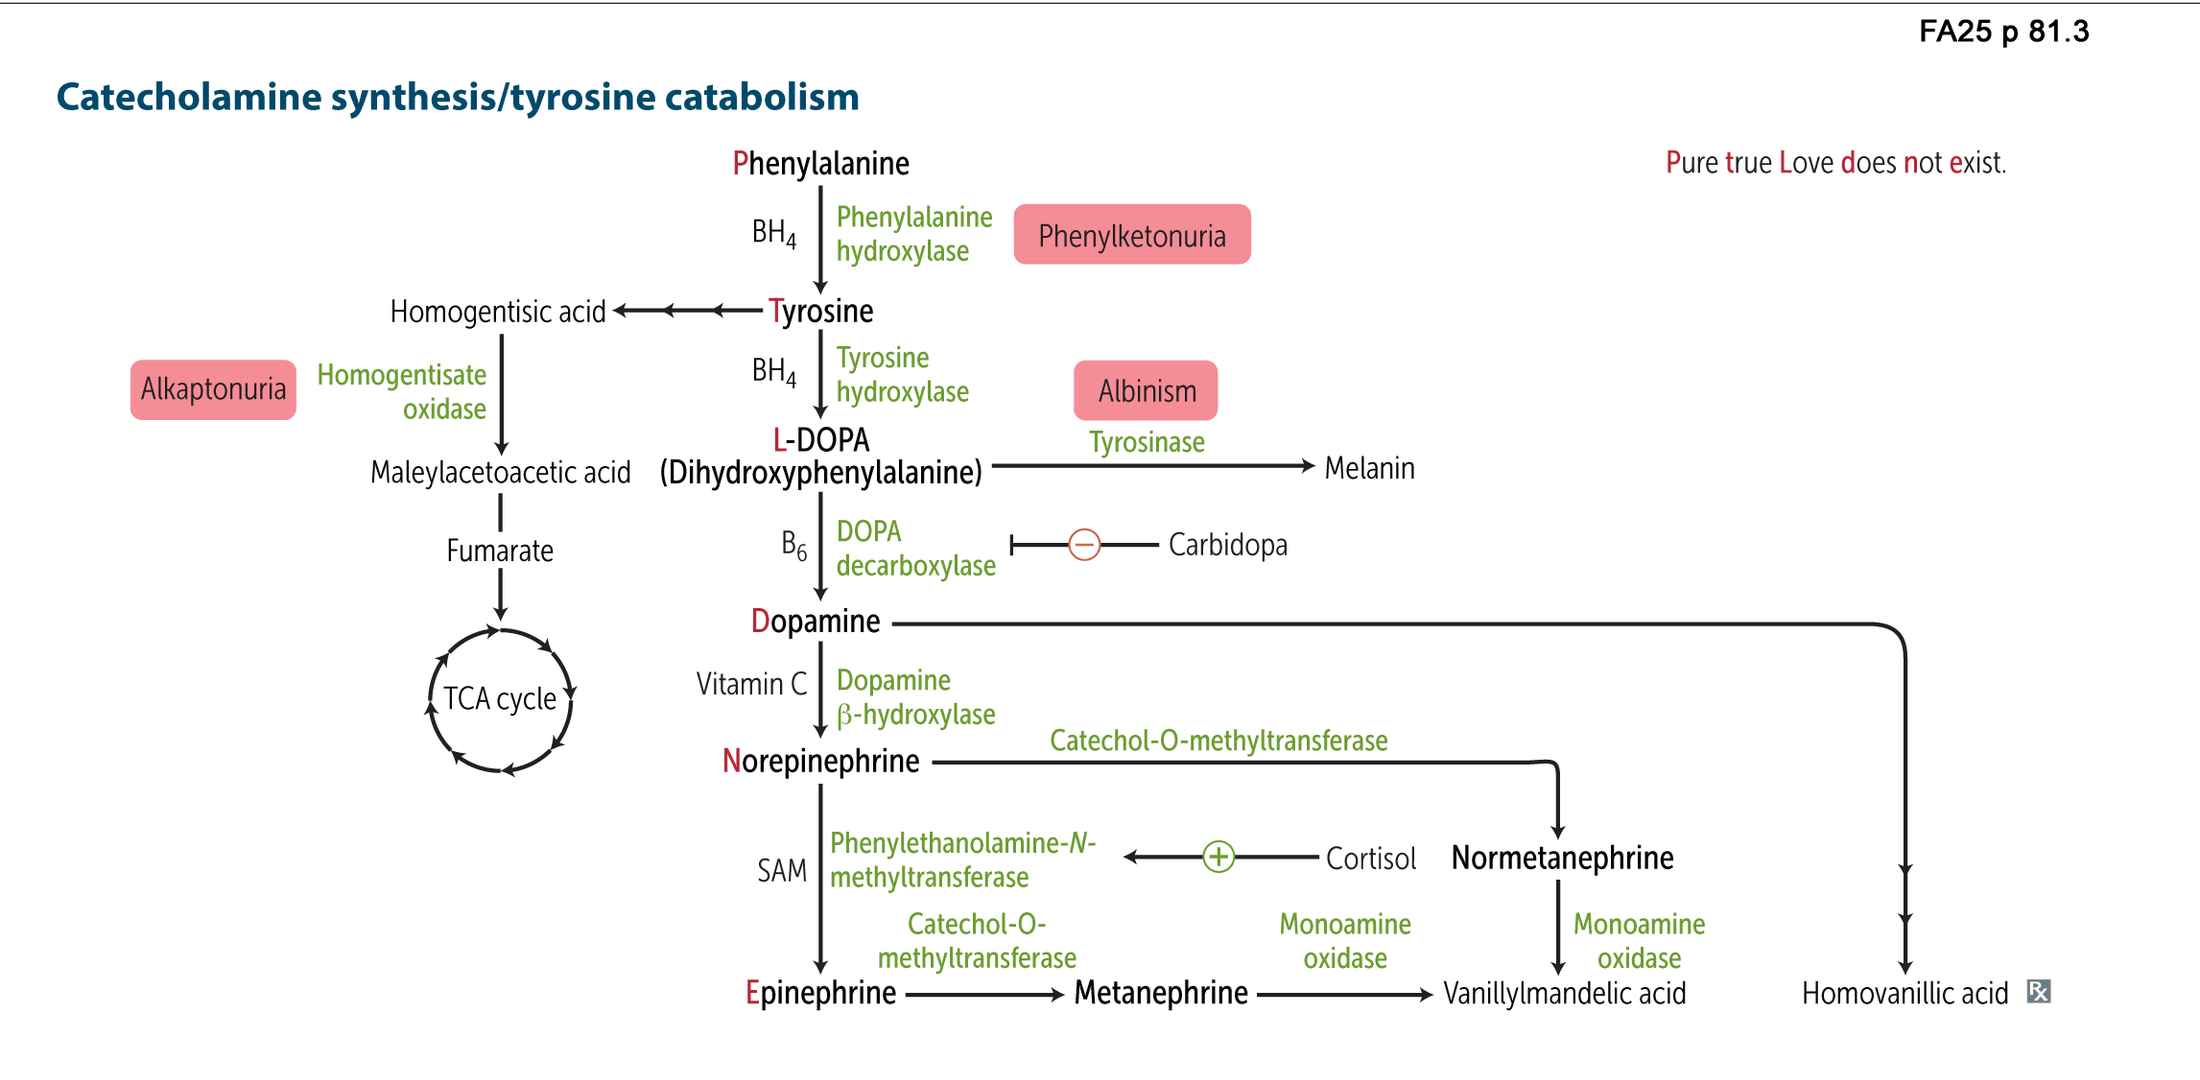 FA25 p 81.3
Catecholamine synthesis/tyrosine catabolism
Phenylalanine
Pure true Love does not exist.
BH4
Phenylalanine
hydroxylase
Phenylketonuria
Homogentisic acid
Tyrosine
Alkaptonuria
Homogentisate
oxidase
BH4
Tyrosine
hydroxylase
Albinism
L-DOPA
(Dihydroxyphenylalanine)
Tyrosinase
Melanin
Maleylacetoacetic acid
B6
DOPA
decarboxylase
Carbidopa
Fumarate
Dopamine
TCA cycle
Vitamin C
Dopamine
β-hydroxylase
Norepinephrine
Catechol-O-methyltransferase
SAM
Phenylethanolamine-N-
methyltransferase
Cortisol
Normetanephrine
Catechol-O-
methyltransferase
Monoamine
oxidase
Monoamine
oxidase
Epinephrine
Metanephrine
Vanillylmandelic acid
Homovanillic acid
Rx